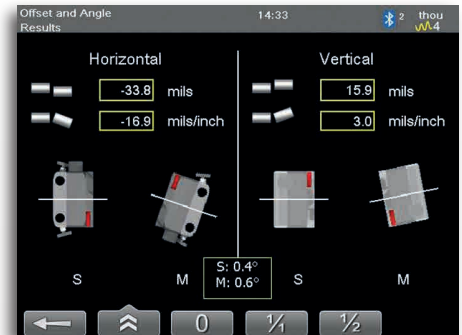 Offset and Angle
Results
14:33
2
thou
4
Horizontal
Vertical
-33.8 mils
15.9 mils
-16.9 mils/inch
3.0 mils/inch
S
M
S: 0.4°
M: 0.6°
S
M
0
1/1
1/2